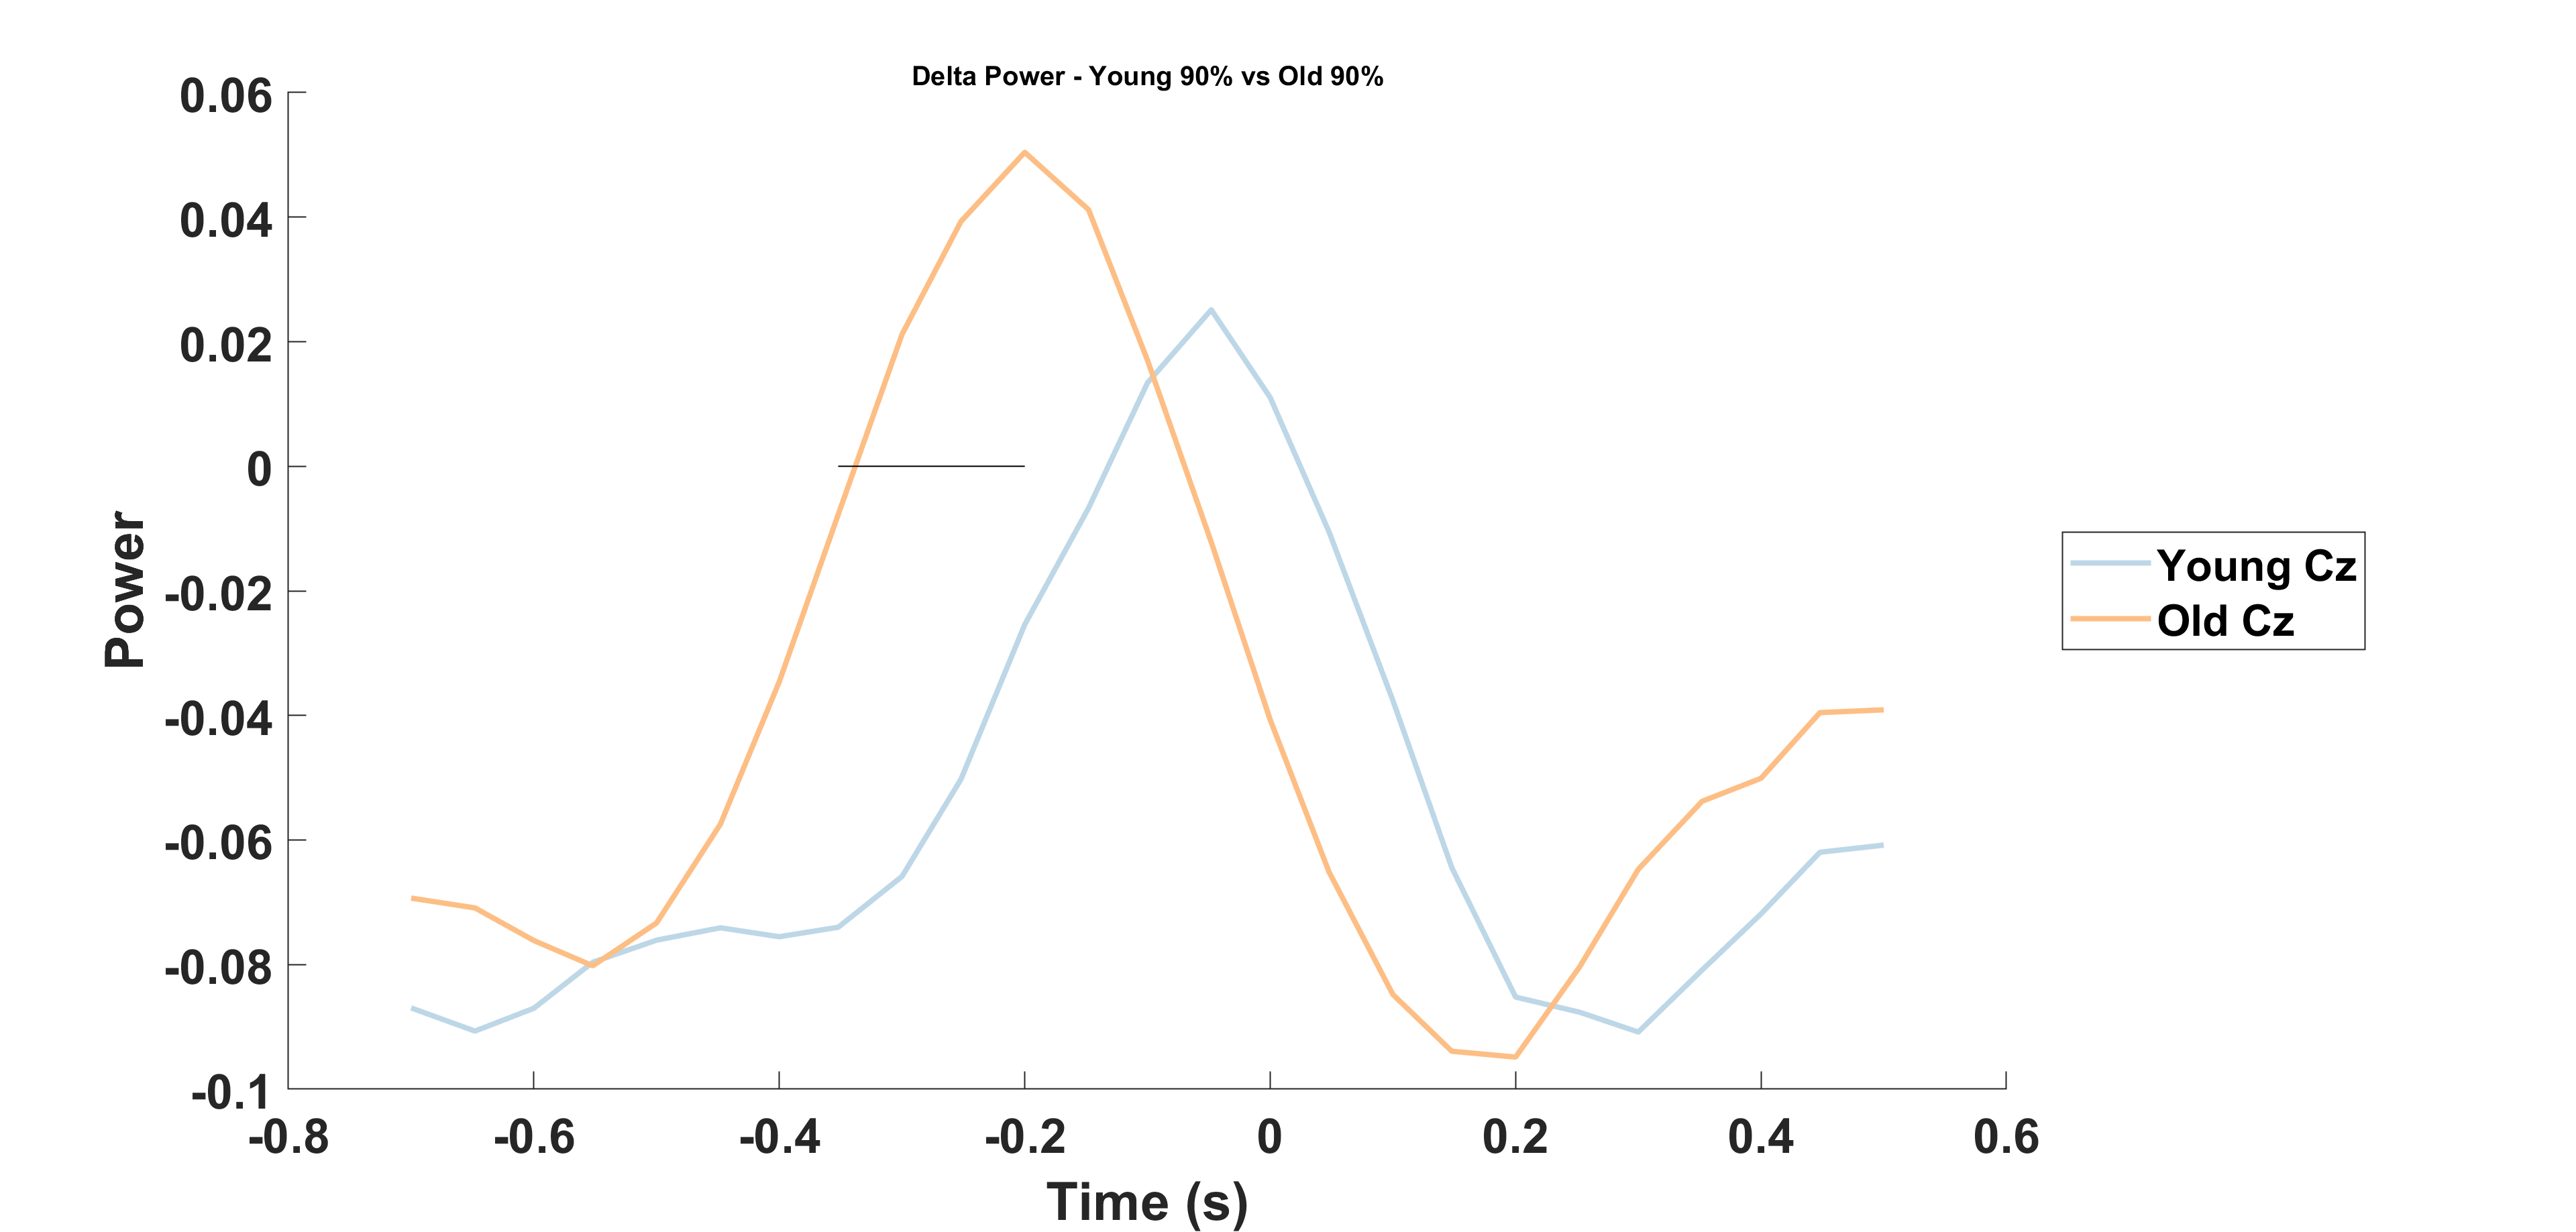 Delta Power - Young 90% vs Old 90%
0.06
0.04
0.02
0
-0.02
-0.04
-0.06
-0.08
-0.1
Power
-0.8 -0.6 -0.4 -0.2 0 0.2 0.4 0.6
Time (s)
Young Cz
Old Cz